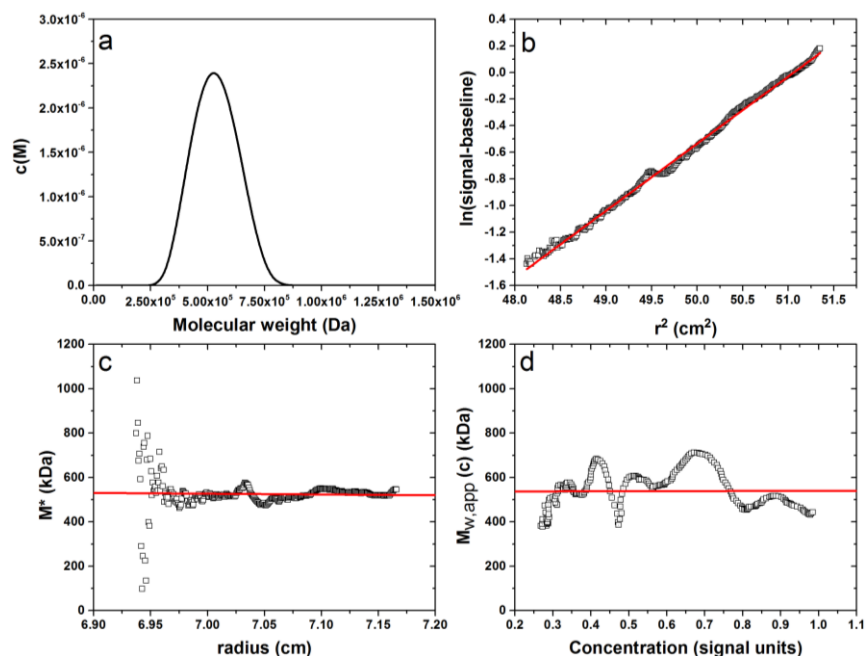 a
c(M)
3.0x10⁻⁶
2.5x10⁻⁶
2.0x10⁻⁶
1.5x10⁻⁶
1.0x10⁻⁶
5.0x10⁻⁷
0.0
0.00 2.50x10⁵ 5.00x10⁵ 7.50x10⁵ 1.00x10⁶ 1.25x10⁶ 1.50x10⁶
Molecular weight (Da)
b
ln(signal-baseline)
0.4
0.2
0.0
-0.2
-0.4
-0.6
-0.8
-1.0
-1.2
-1.4
-1.6
48.0 48.5 49.0 49.5 50.0 50.5 51.0 51.5
r² (cm²)
c
M* (kDa)
1200
1000
800
600
400
200
0
6.90 6.95 7.00 7.05 7.10 7.15 7.20
radius (cm)
d
Mw,app (c) (kDa)
1200
1000
800
600
400
200
0
0.2 0.3 0.4 0.5 0.6 0.7 0.8 0.9 1.0 1.1
Concentration (signal units)